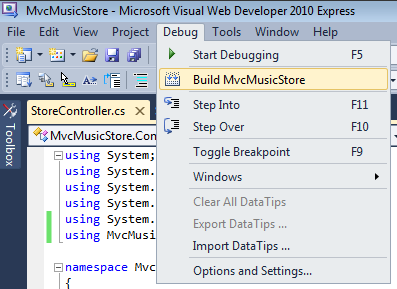 MvcMusicStore - Microsoft Visual Web Developer 2010 Express
File Edit View Project Debug Data Tools Window Help
Start Debugging F5
Build MvcMusicStore
Step Into F11
Step Over F10
Toggle Breakpoint F9
Windows
Clear All DataTips
Export DataTips ...
Import DataTips ...
Options and Settings...
Toolbox
StoreController.cs
MvcMusicStore.Con
using System;
using System.
using System.
using System.
using System.
using MvcMusi
namespace Mvc
{